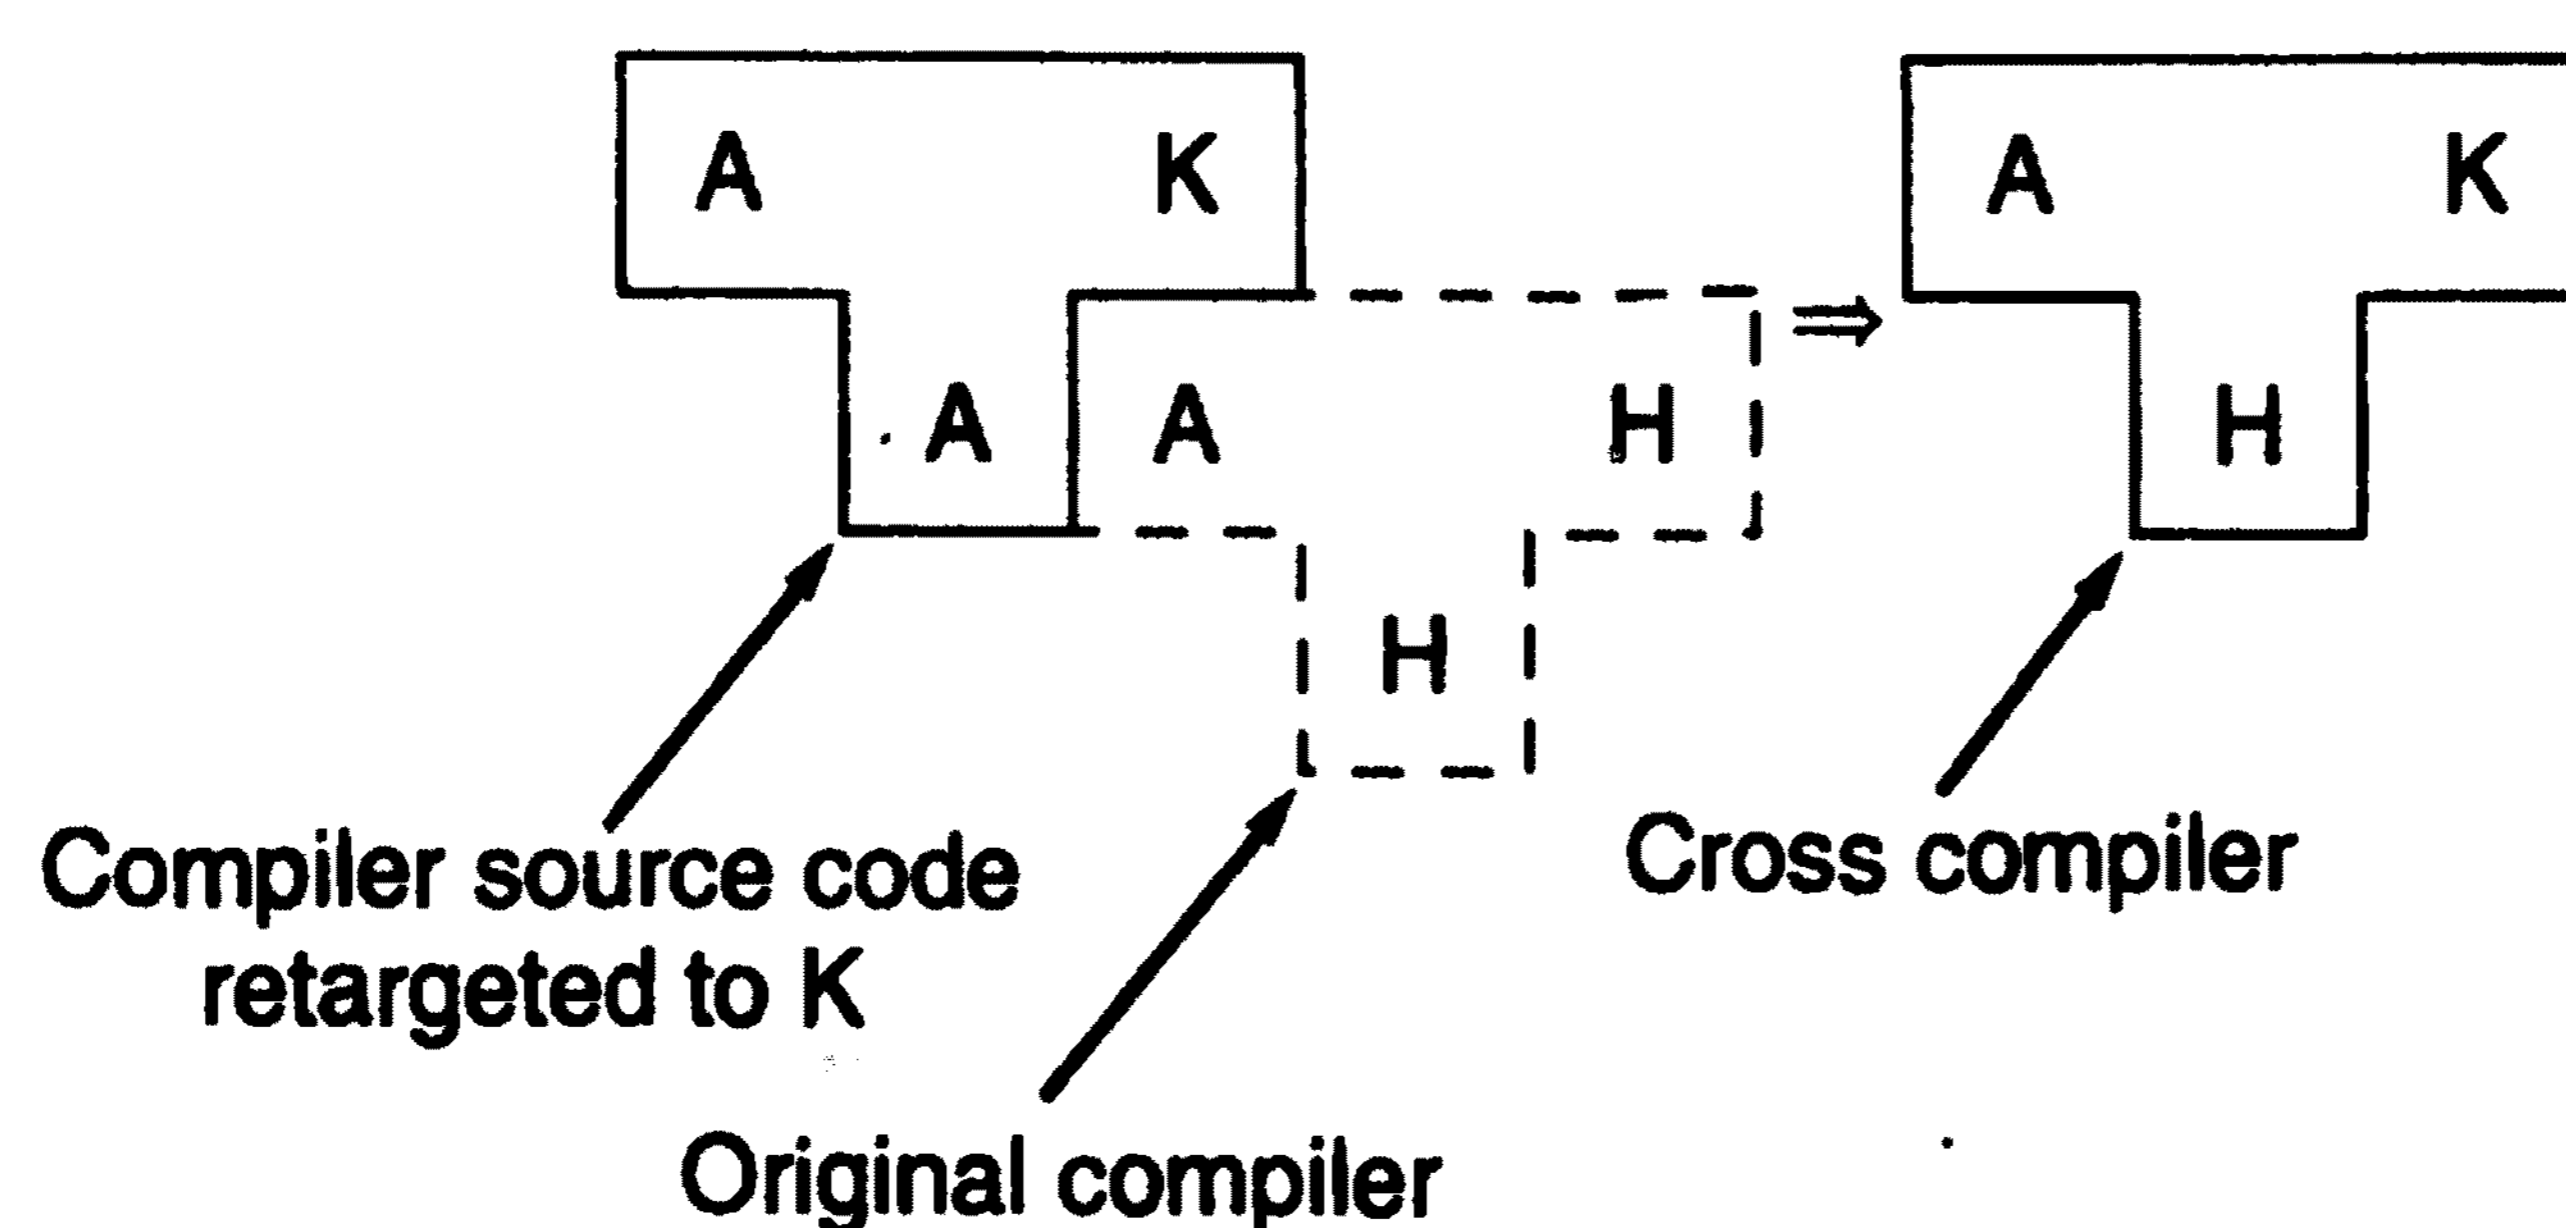 A K A K
A A H H
H
Compiler source code
retargeted to K
Cross compiler
Original compiler